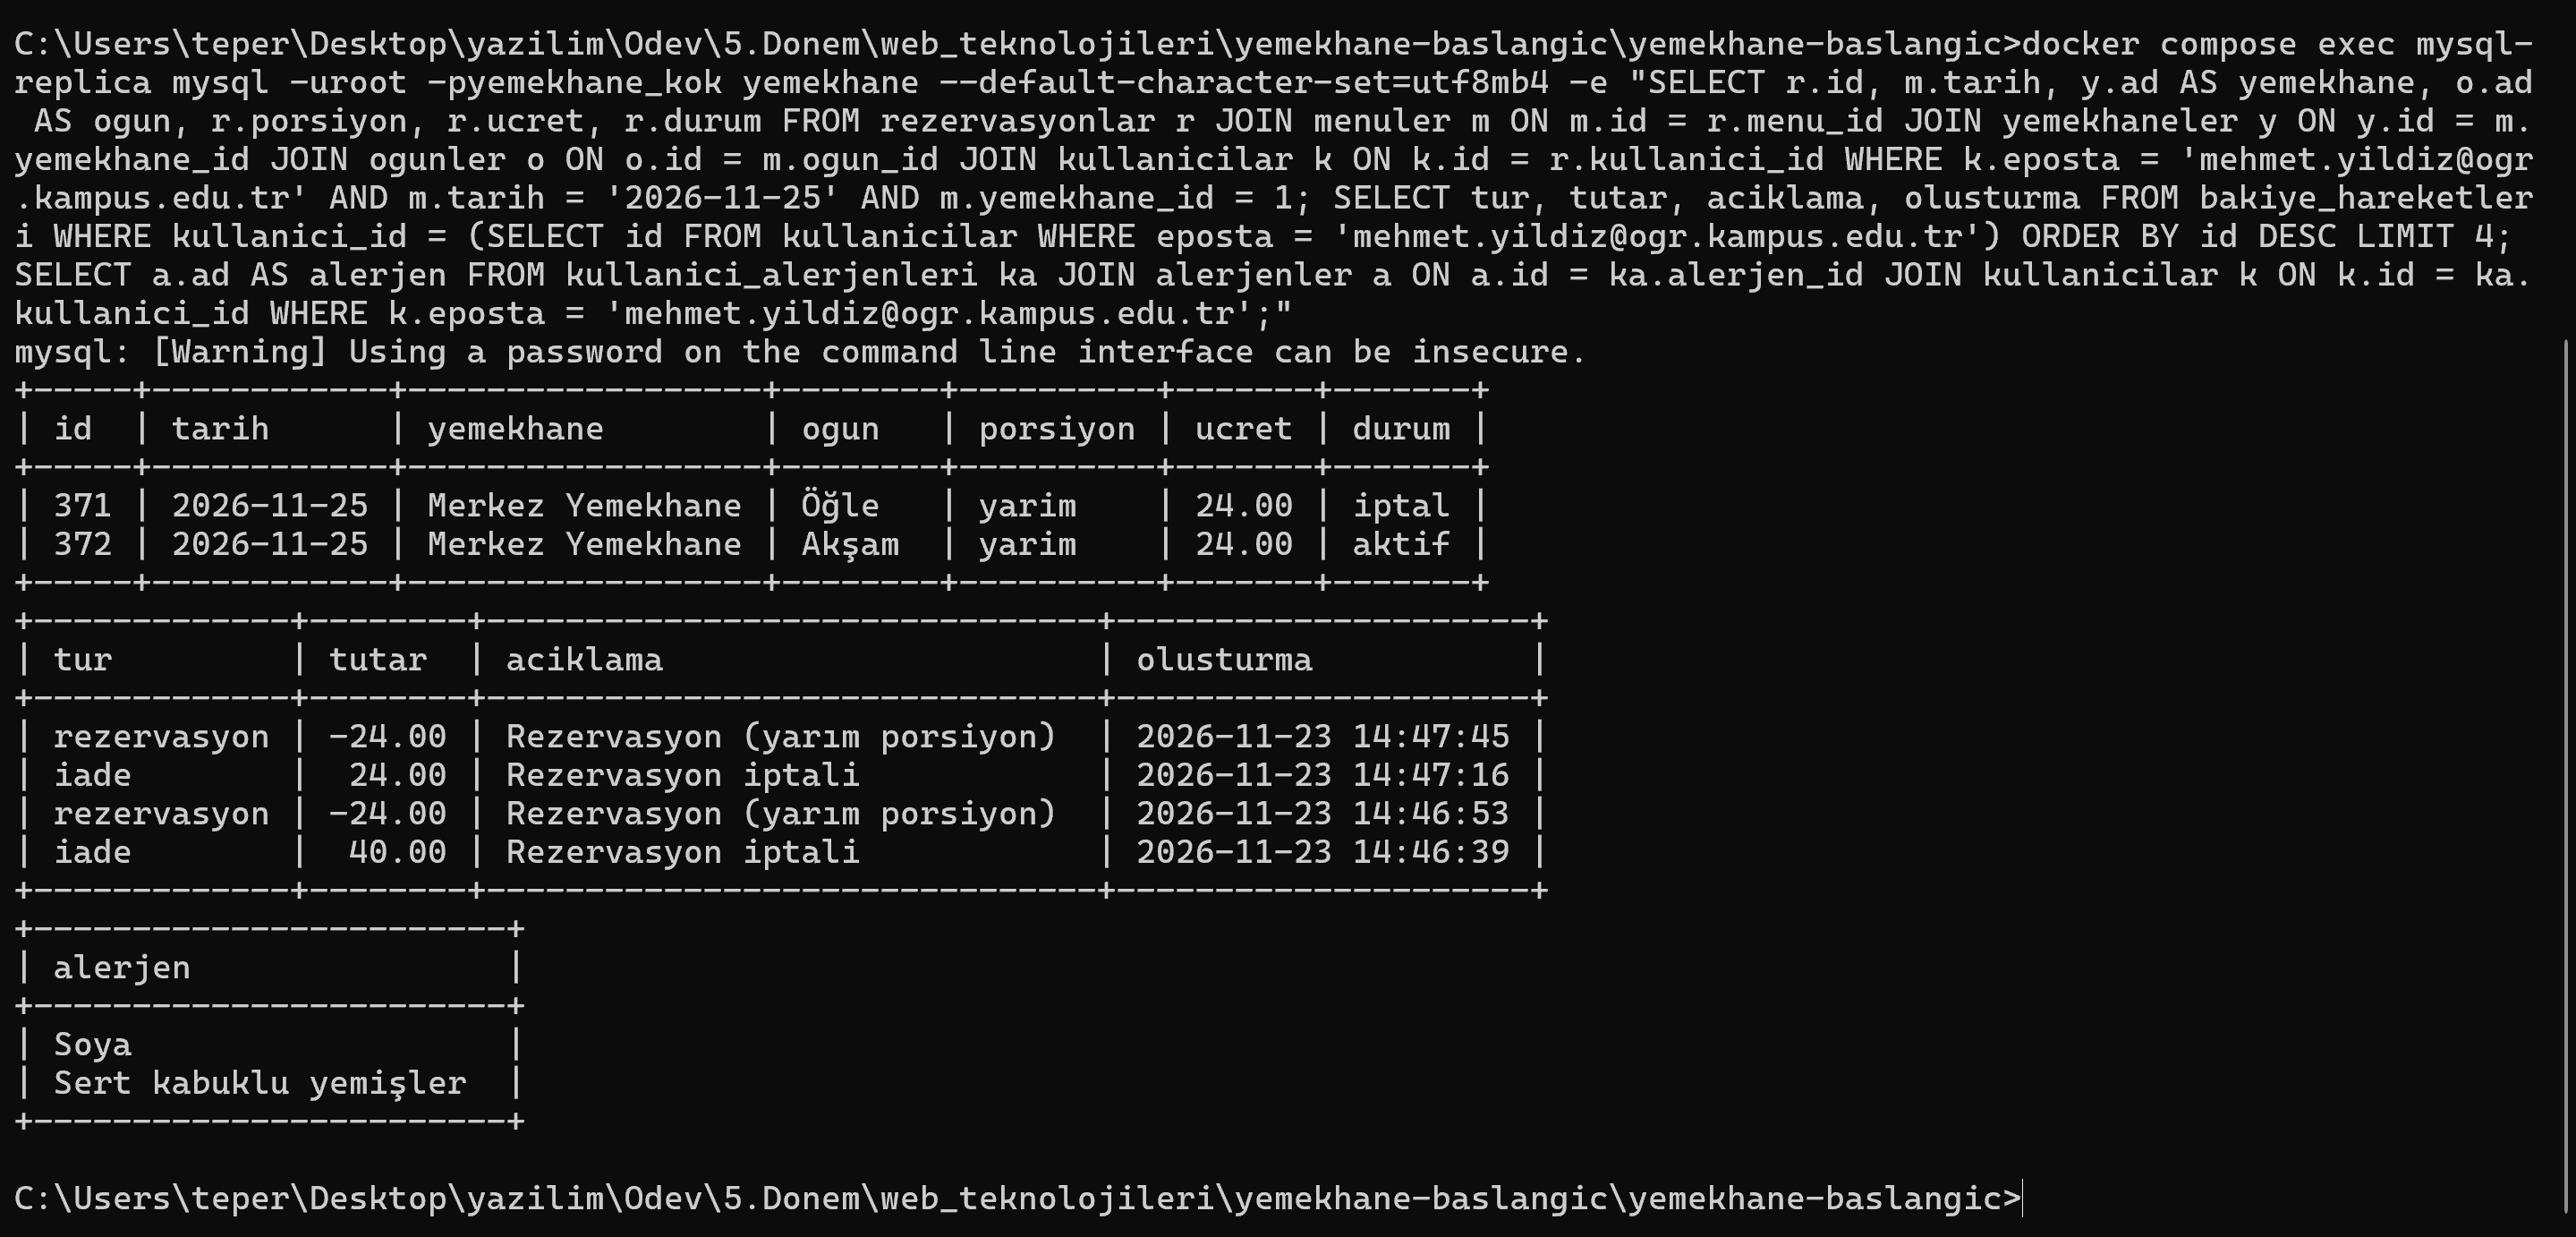 C:\Users\teper\Desktop\yazilim\Odev\5.Donem\web_teknolojileri\yemekhane-baslangic\yemekhane-baslangic>docker compose exec mysql-
replica mysql -uroot -pyemekhane_kok yemekhane --default-character-set=utf8mb4 -e "SELECT r.id, m.tarih, y.ad AS yemekhane, o.ad
 AS ogun, r.porsiyon, r.ucret, r.durum FROM rezervasyonlar r JOIN menuler m ON m.id = r.menu_id JOIN yemekhaneler y ON y.id = m.
yemekhane_id JOIN ogunler o ON o.id = m.ogun_id JOIN kullanicilar k ON k.id = r.kullanici_id WHERE k.eposta = 'mehmet.yildiz@ogr
.kampus.edu.tr' AND m.tarih = '2026-11-25' AND m.yemekhane_id = 1; SELECT tur, tutar, aciklama, olusturma FROM bakiye_hareketler
i WHERE kullanici_id = (SELECT id FROM kullanicilar WHERE eposta = 'mehmet.yildiz@ogr.kampus.edu.tr') ORDER BY id DESC LIMIT 4;
SELECT a.ad AS alerjen FROM kullanici_alerjenleri ka JOIN alerjenler a ON a.id = ka.alerjen_id JOIN kullanicilar k ON k.id = ka.
kullanici_id WHERE k.eposta = 'mehmet.yildiz@ogr.kampus.edu.tr';"
mysql: [Warning] Using a password on the command line interface can be insecure.
+-----+------------+------------------+--------+----------+-------+-------+
| id  | tarih      | yemekhane        | ogun   | porsiyon | ucret | durum |
+-----+------------+------------------+--------+----------+-------+-------+
| 371 | 2026-11-25 | Merkez Yemekhane | Öğle   | yarim    | 24.00 | iptal |
| 372 | 2026-11-25 | Merkez Yemekhane | Akşam  | yarim    | 24.00 | aktif |
+-----+------------+------------------+--------+----------+-------+-------+
+-------------+--------+-------------------------------+---------------------+
| tur         | tutar  | aciklama                      | olusturma           |
+-------------+--------+-------------------------------+---------------------+
| rezervasyon | -24.00 | Rezervasyon (yarım porsiyon)  | 2026-11-23 14:47:45 |
| iade        |  24.00 | Rezervasyon iptali            | 2026-11-23 14:47:16 |
| rezervasyon | -24.00 | Rezervasyon (yarım porsiyon)  | 2026-11-23 14:46:53 |
| iade        |  40.00 | Rezervasyon iptali            | 2026-11-23 14:46:39 |
+-------------+--------+-------------------------------+---------------------+
+------------------------+
| alerjen                |
+------------------------+
| Soya                   |
| Sert kabuklu yemişler  |
+------------------------+
C:\Users\teper\Desktop\yazilim\Odev\5.Donem\web_teknolojileri\yemekhane-baslangic\yemekhane-baslangic>